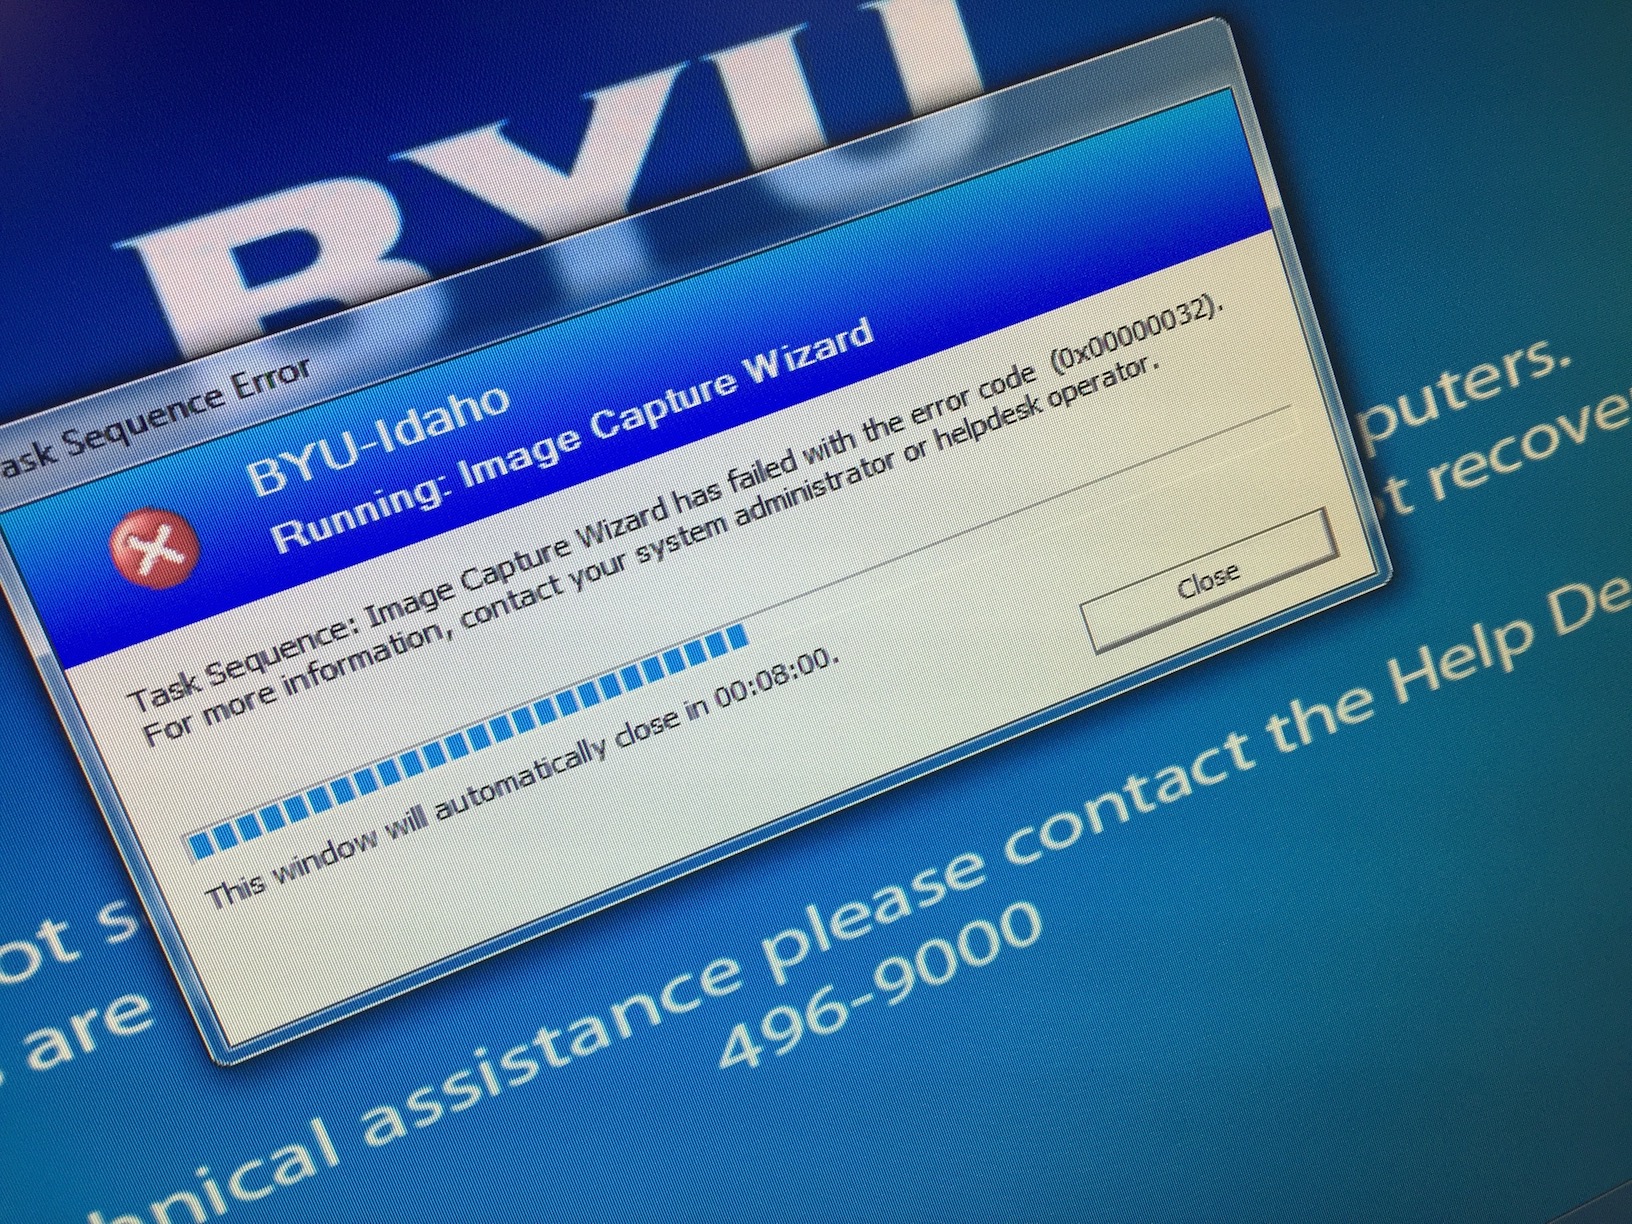 BYU
ask Sequence Error
BYU-Idaho
Running: Image Capture Wizard
Task Sequence: Image Capture Wizard has failed with the error code (0x00000032).
For more information, contact your system administrator or helpdesk operator.
This window will automatically close in 00:08:00.
Close
puters.
ot s
t recove
are
hnical assistance please contact the Help De
496-9000